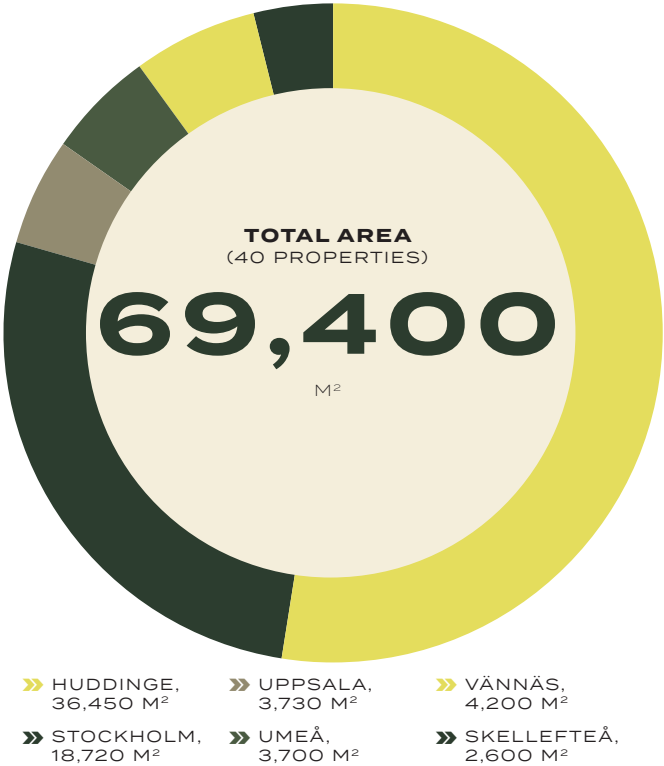 TOTAL AREA
(40 PROPERTIES)
69,400
M²
HUDDINGE,
36,450 M²
STOCKHOLM,
18,720 M²
UPPSALA,
3,730 M²
UMEÅ,
3,700 M²
VÄNNÄS,
4,200 M²
SKELLEFTEÅ,
2,600 M²